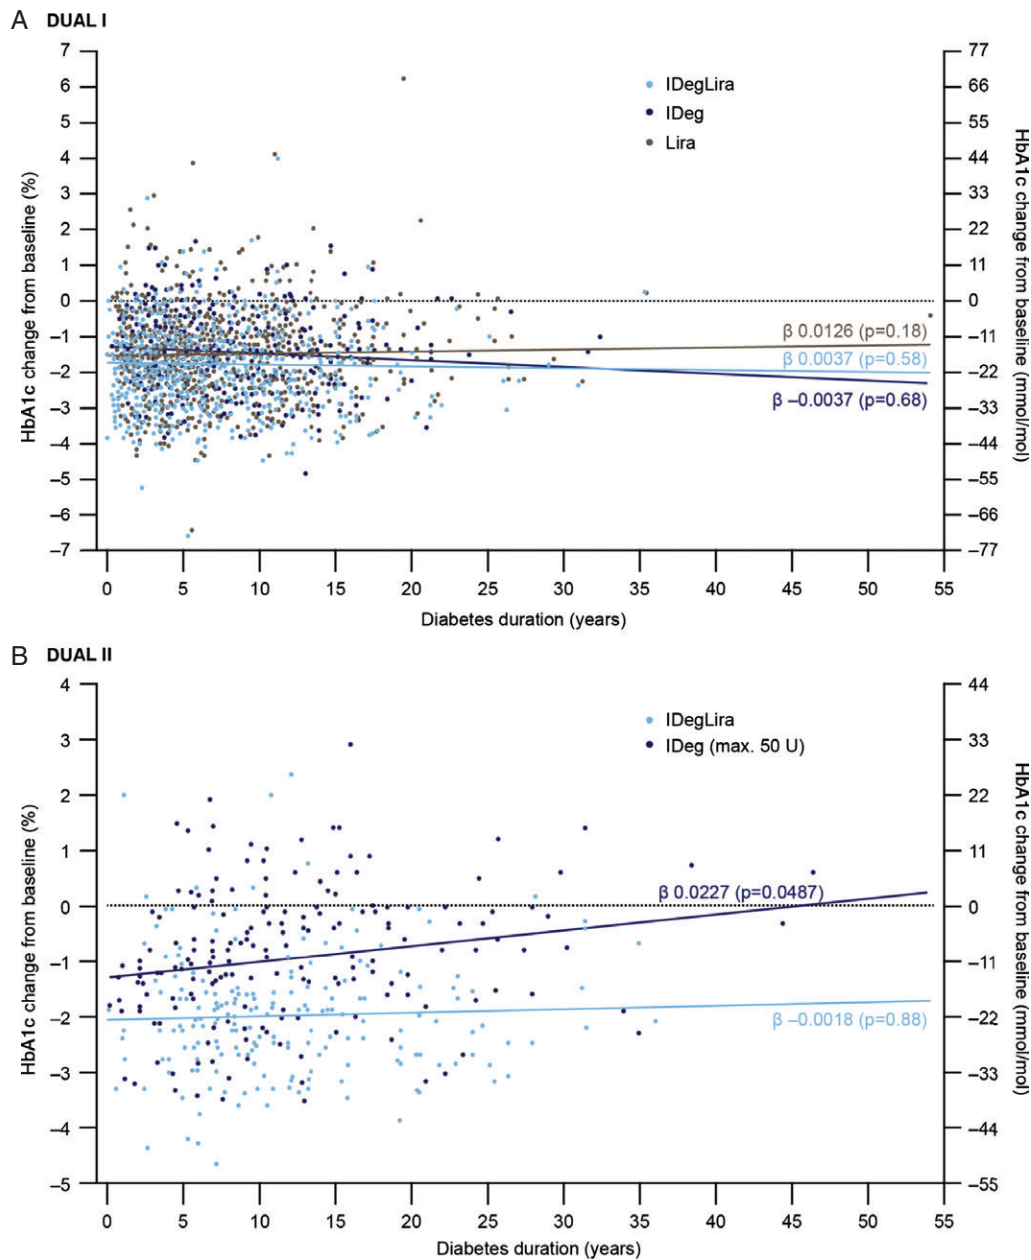 A DUAL I
7
6
5
4
3
2
1
0
–1
–2
–3
–4
–5
–6
–7
HbA1c change from baseline (%)
77
66
55
44
33
22
11
0
–11
–22
–33
–44
–55
–66
–77
HbA1c change from baseline (mmol/mol)
IDegLira
IDeg
Lira
β 0.0126 (p=0.18)
β 0.0037 (p=0.58)
β –0.0037 (p=0.68)
0 5 10 15 20 25 30 35 40 45 50 55
Diabetes duration (years)
B DUAL II
4
3
2
1
0
–1
–2
–3
–4
–5
HbA1c change from baseline (%)
44
33
22
11
0
–11
–22
–33
–44
–55
HbA1c change from baseline (mmol/mol)
IDegLira
IDeg (max. 50 U)
β 0.0227 (p=0.0487)
β –0.0018 (p=0.88)
0 5 10 15 20 25 30 35 40 45 50 55
Diabetes duration (years)